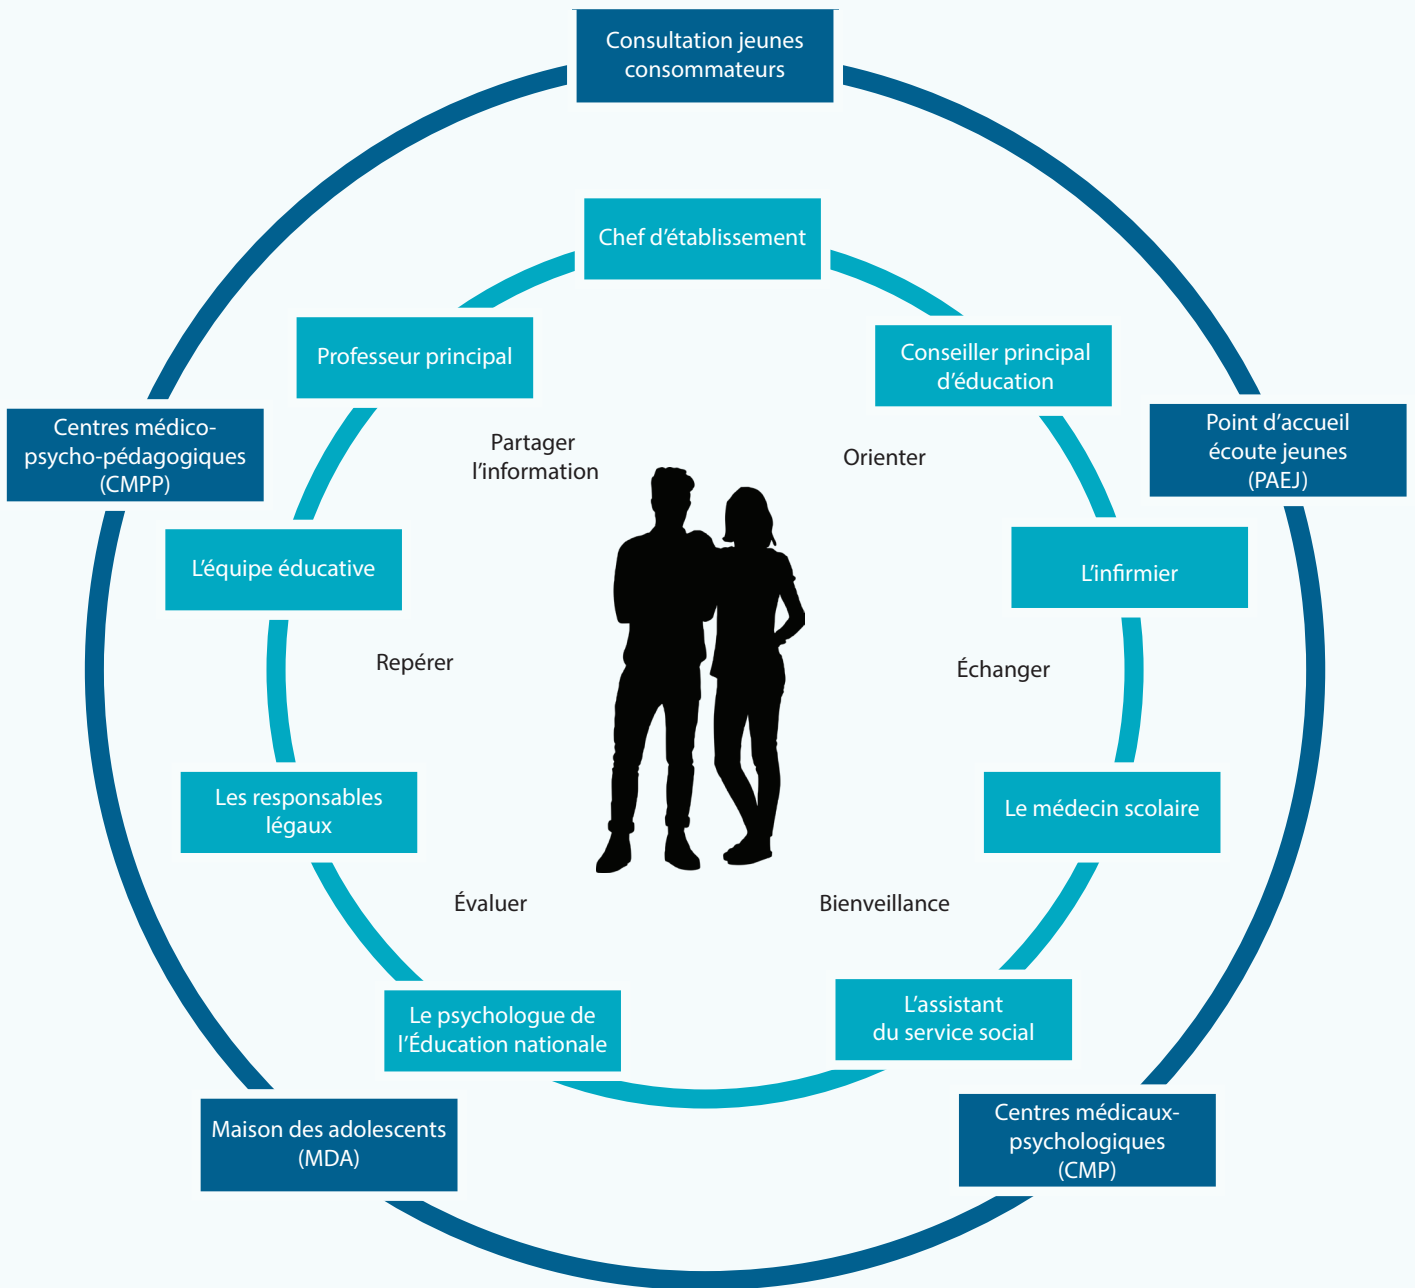 Consultation jeunes
consommateurs
Chef d’établissement
Professeur principal
Conseiller principal
d’éducation
Centres médico-
psycho-pédagogiques
(CMPP)
Point d’accueil
écoute jeunes
(PAEJ)
Partager
l’information
Orienter
L’équipe éducative
L’infirmier
Repérer
Échanger
Les responsables
légaux
Le médecin scolaire
Évaluer
Bienveillance
Le psychologue de
l’Éducation nationale
L’assistant
du service social
Maison des adolescents
(MDA)
Centres médicaux-
psychologiques
(CMP)